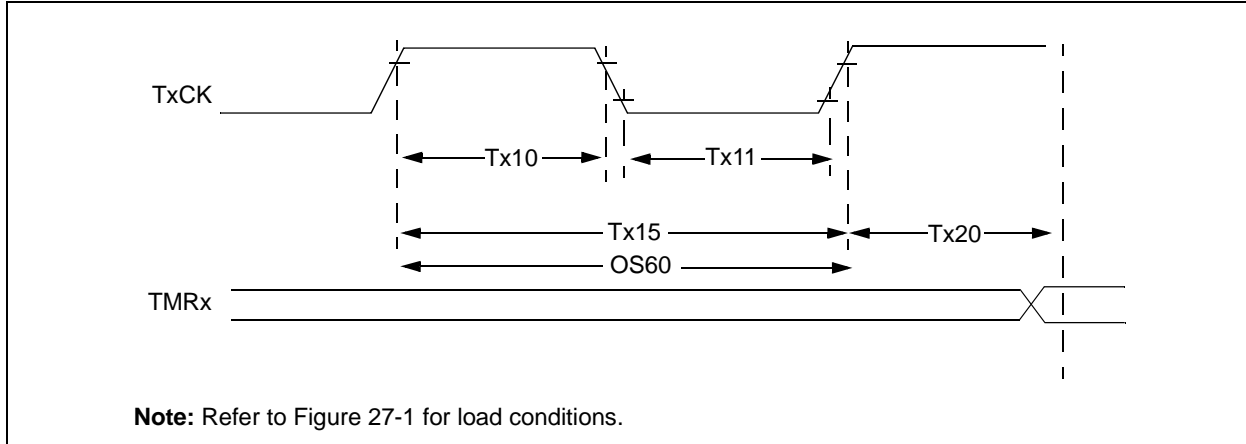 TxCK
Tx10
Tx11
Tx15
Tx20
OS60
TMRx
Note: Refer to Figure 27-1 for load conditions.